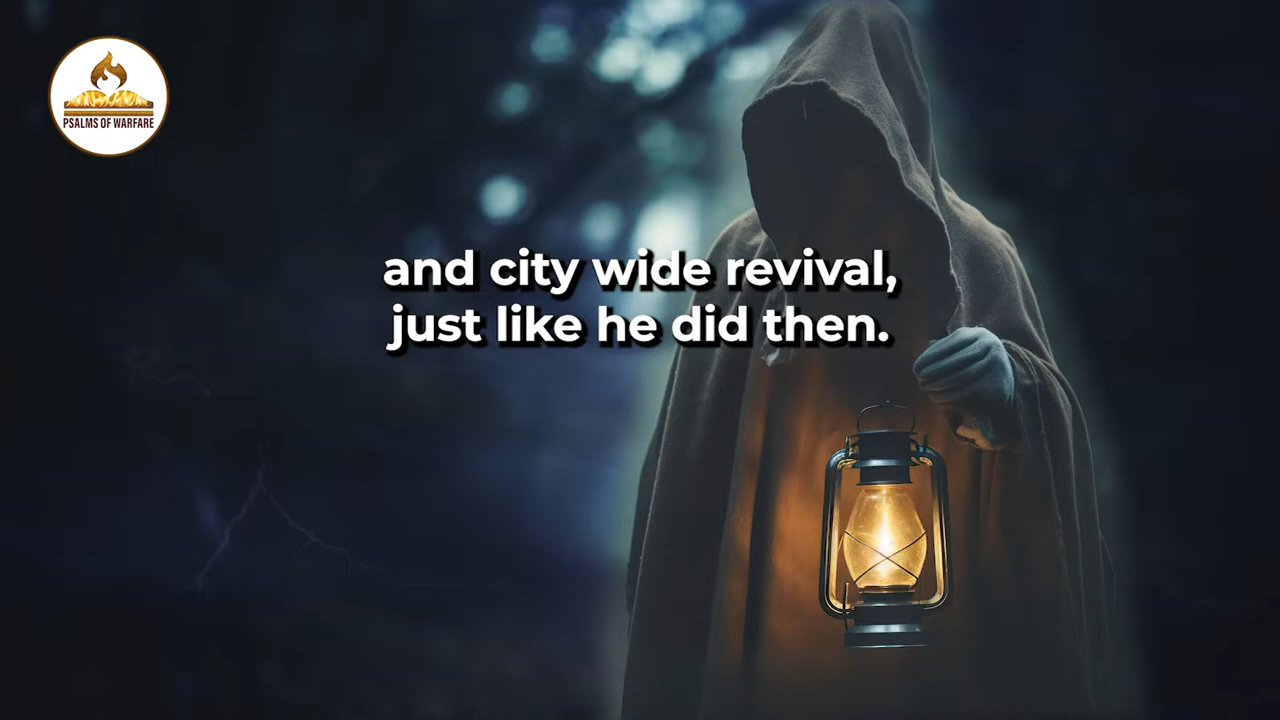 PSALMS OF WARFARE
and city wide revival,
just like he did then.